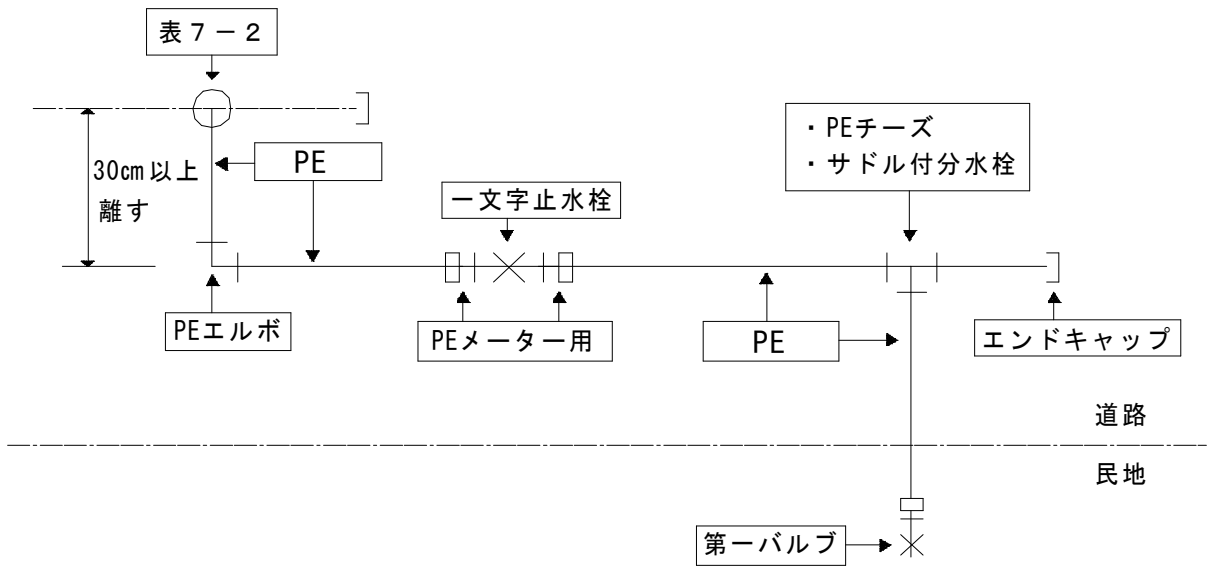 表７－２
・PEチーズ
・サドル付分水栓
30cm以上
離す
PE
一文字止水栓
PEエルボ
PEメーター用
PE
エンドキャップ
道路
民地
第一バルブ